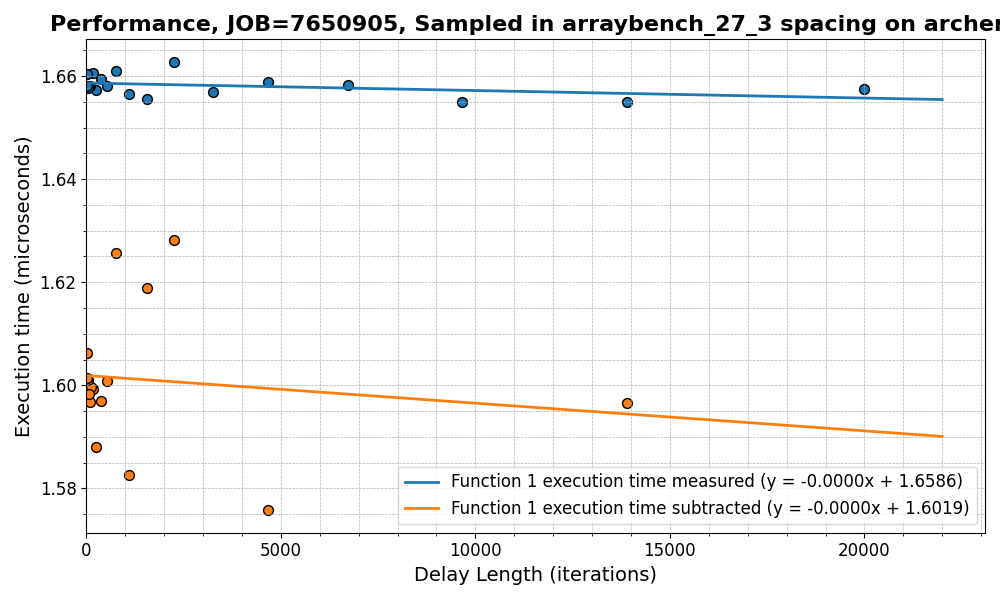 Performance, JOB=7650905, Sampled in arraybench_27_3 spacing on archer
Execution time (microseconds)
1.66
1.64
1.62
1.60
1.58
Function 1 execution time measured (y = -0.0000x + 1.6586)
Function 1 execution time subtracted (y = -0.0000x + 1.6019)
0 5000 10000 15000 20000
Delay Length (iterations)